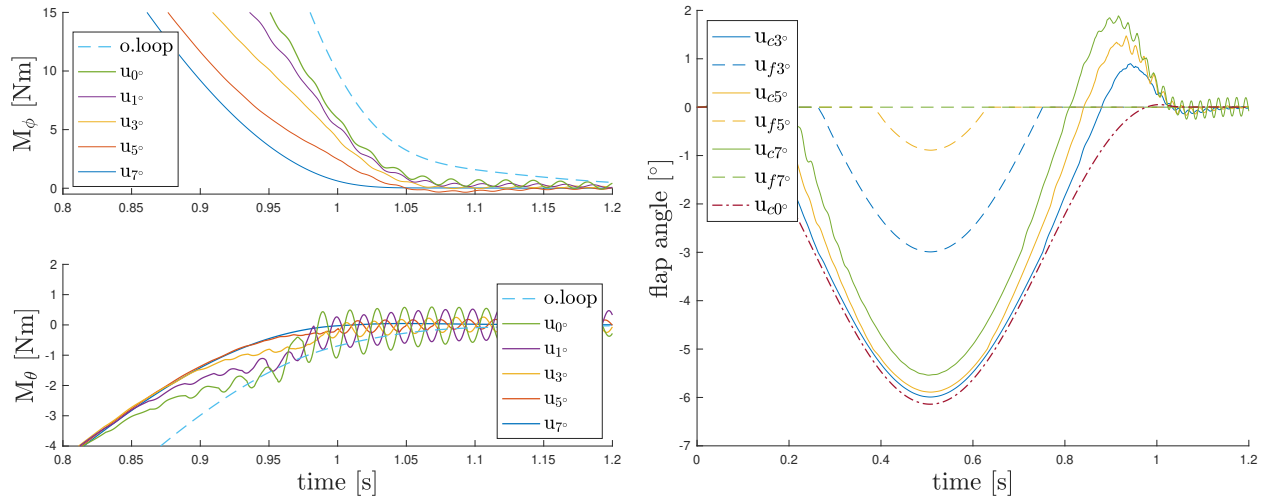 M_ϕ [Nm]
15
10
5
0
o.loop
u_0°
u_1°
u_3°
u_5°
u_7°
0.8 0.85 0.9 0.95 1 1.05 1.1 1.15 1.2
M_θ [Nm]
2
1
0
-1
-2
-3
-4
o.loop
u_0°
u_1°
u_3°
u_5°
u_7°
0.8 0.85 0.9 0.95 1 1.05 1.1 1.15 1.2
time [s]
flap angle [°]
2
1
0
-1
-2
-3
-4
-5
-6
-7
u_c3°
u_f3°
u_c5°
u_f5°
u_c7°
u_f7°
u_c0°
0 0.2 0.4 0.6 0.8 1 1.2
time [s]